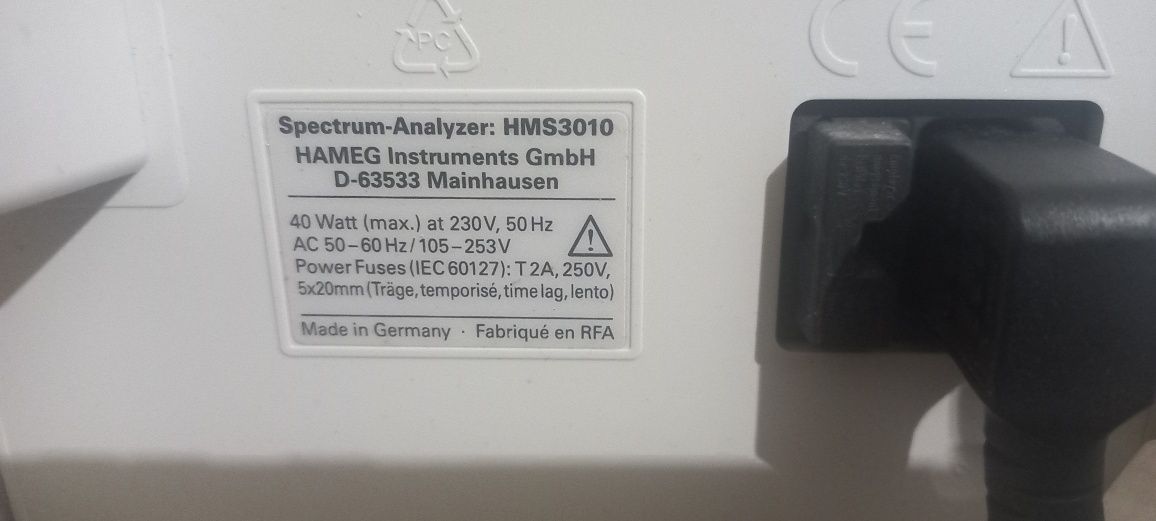 PC
CE
Spectrum-Analyzer: HMS3010
HAMEG Instruments GmbH
D-63533 Mainhausen
40 Watt (max.) at 230V, 50 Hz
AC 50–60 Hz / 105–253 V
Power Fuses (IEC 60127): T 2A, 250V,
5x20mm (Träge, temporisé, time lag, lento)
Made in Germany · Fabriqué en RFA